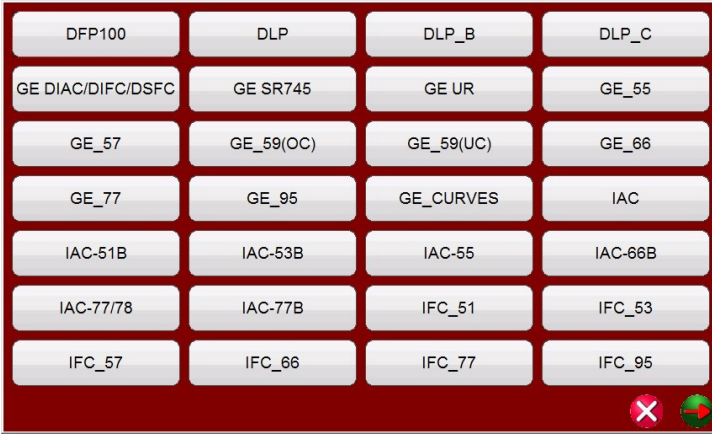 DFP100 DLP DLP_B DLP_C
GE DIAC/DIFC/DSFC GE SR745 GE UR GE_55
GE_57 GE_59(OC) GE_59(UC) GE_66
GE_77 GE_95 GE_CURVES IAC
IAC-51B IAC-53B IAC-55 IAC-66B
IAC-77/78 IAC-77B IFC_51 IFC_53
IFC_57 IFC_66 IFC_77 IFC_95